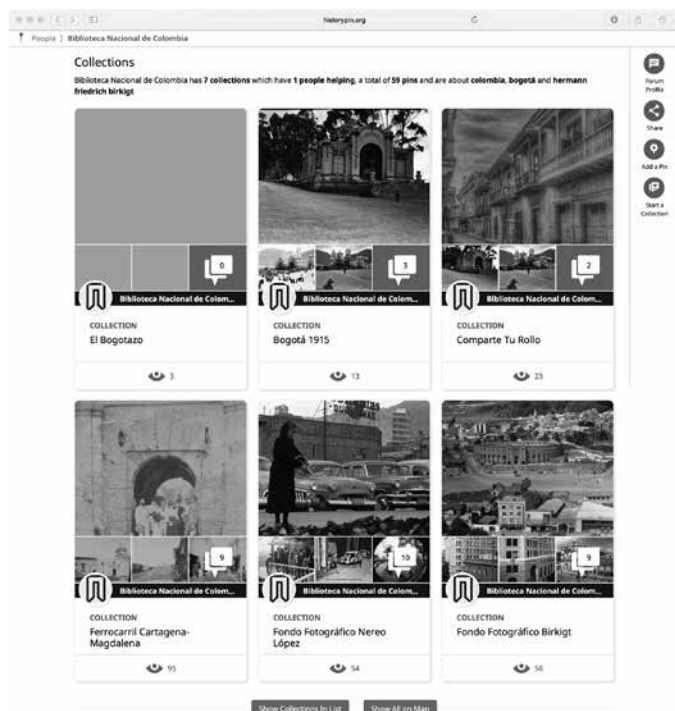 historypin.org
People ) Biblioteca Nacional de Colombia
Collections
Biblioteca Nacional de Colombia has 7 collections which have 1 people helping, a total of 59 pins and are about colombia, bogotá and hermann
friedrich birkigt
Forum
Profile
Share
Add a Pin
Start a
Collection
0
Biblioteca Nacional de Colom...
COLLECTION
El Bogotazo
3
3
Biblioteca Nacional de Colom...
COLLECTION
Bogotá 1915
13
2
Biblioteca Nacional de Colom...
COLLECTION
Comparte Tu Rollo
23
9
Biblioteca Nacional de Colom...
COLLECTION
Ferrocarril Cartagena-
Magdalena
95
10
Biblioteca Nacional de Colom...
COLLECTION
Fondo Fotográfico Nereo
López
54
9
Biblioteca Nacional de Colom...
COLLECTION
Fondo Fotográfico Birkigt
58
Show Collections In List
Show All on Map